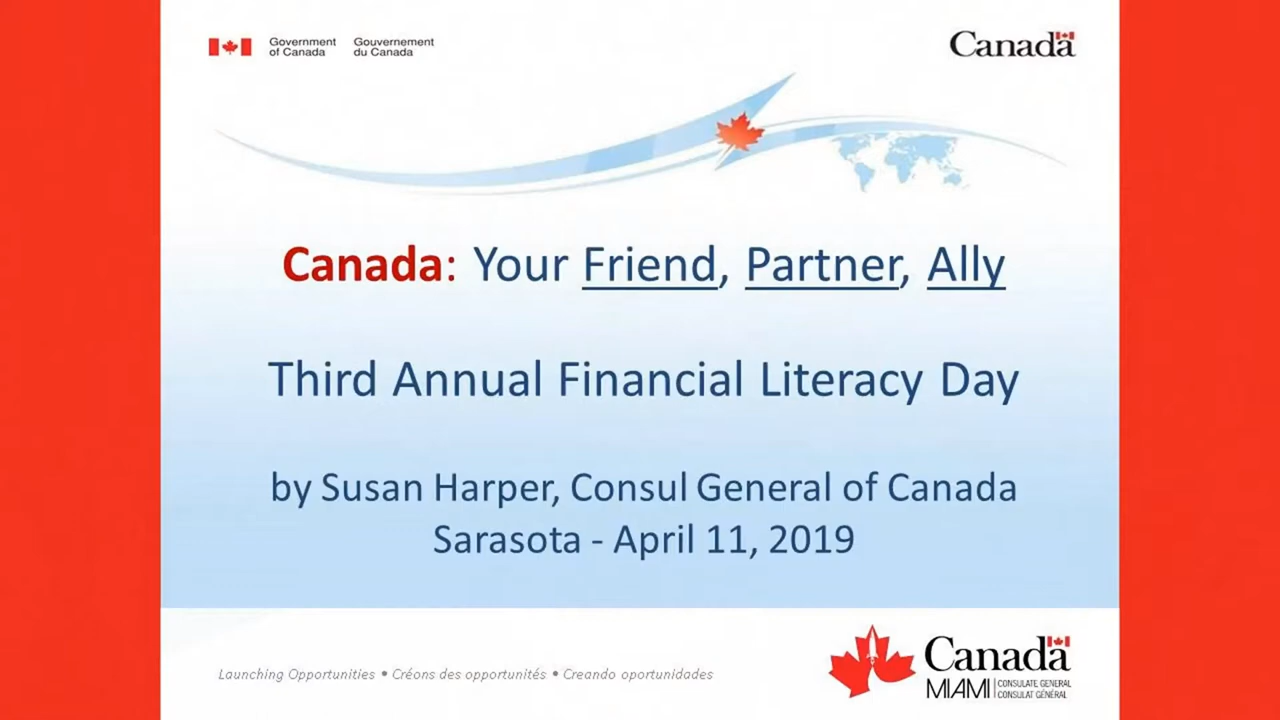 Government of Canada
Gouvernement du Canada
Canada
Canada: Your Friend, Partner, Ally
Third Annual Financial Literacy Day
by Susan Harper, Consul General of Canada
Sarasota - April 11, 2019
Launching Opportunities • Créons des opportunités • Creando oportunidades
Canada
MIAMI
CONSULATE GENERAL
CONSULAT GÉNÉRAL